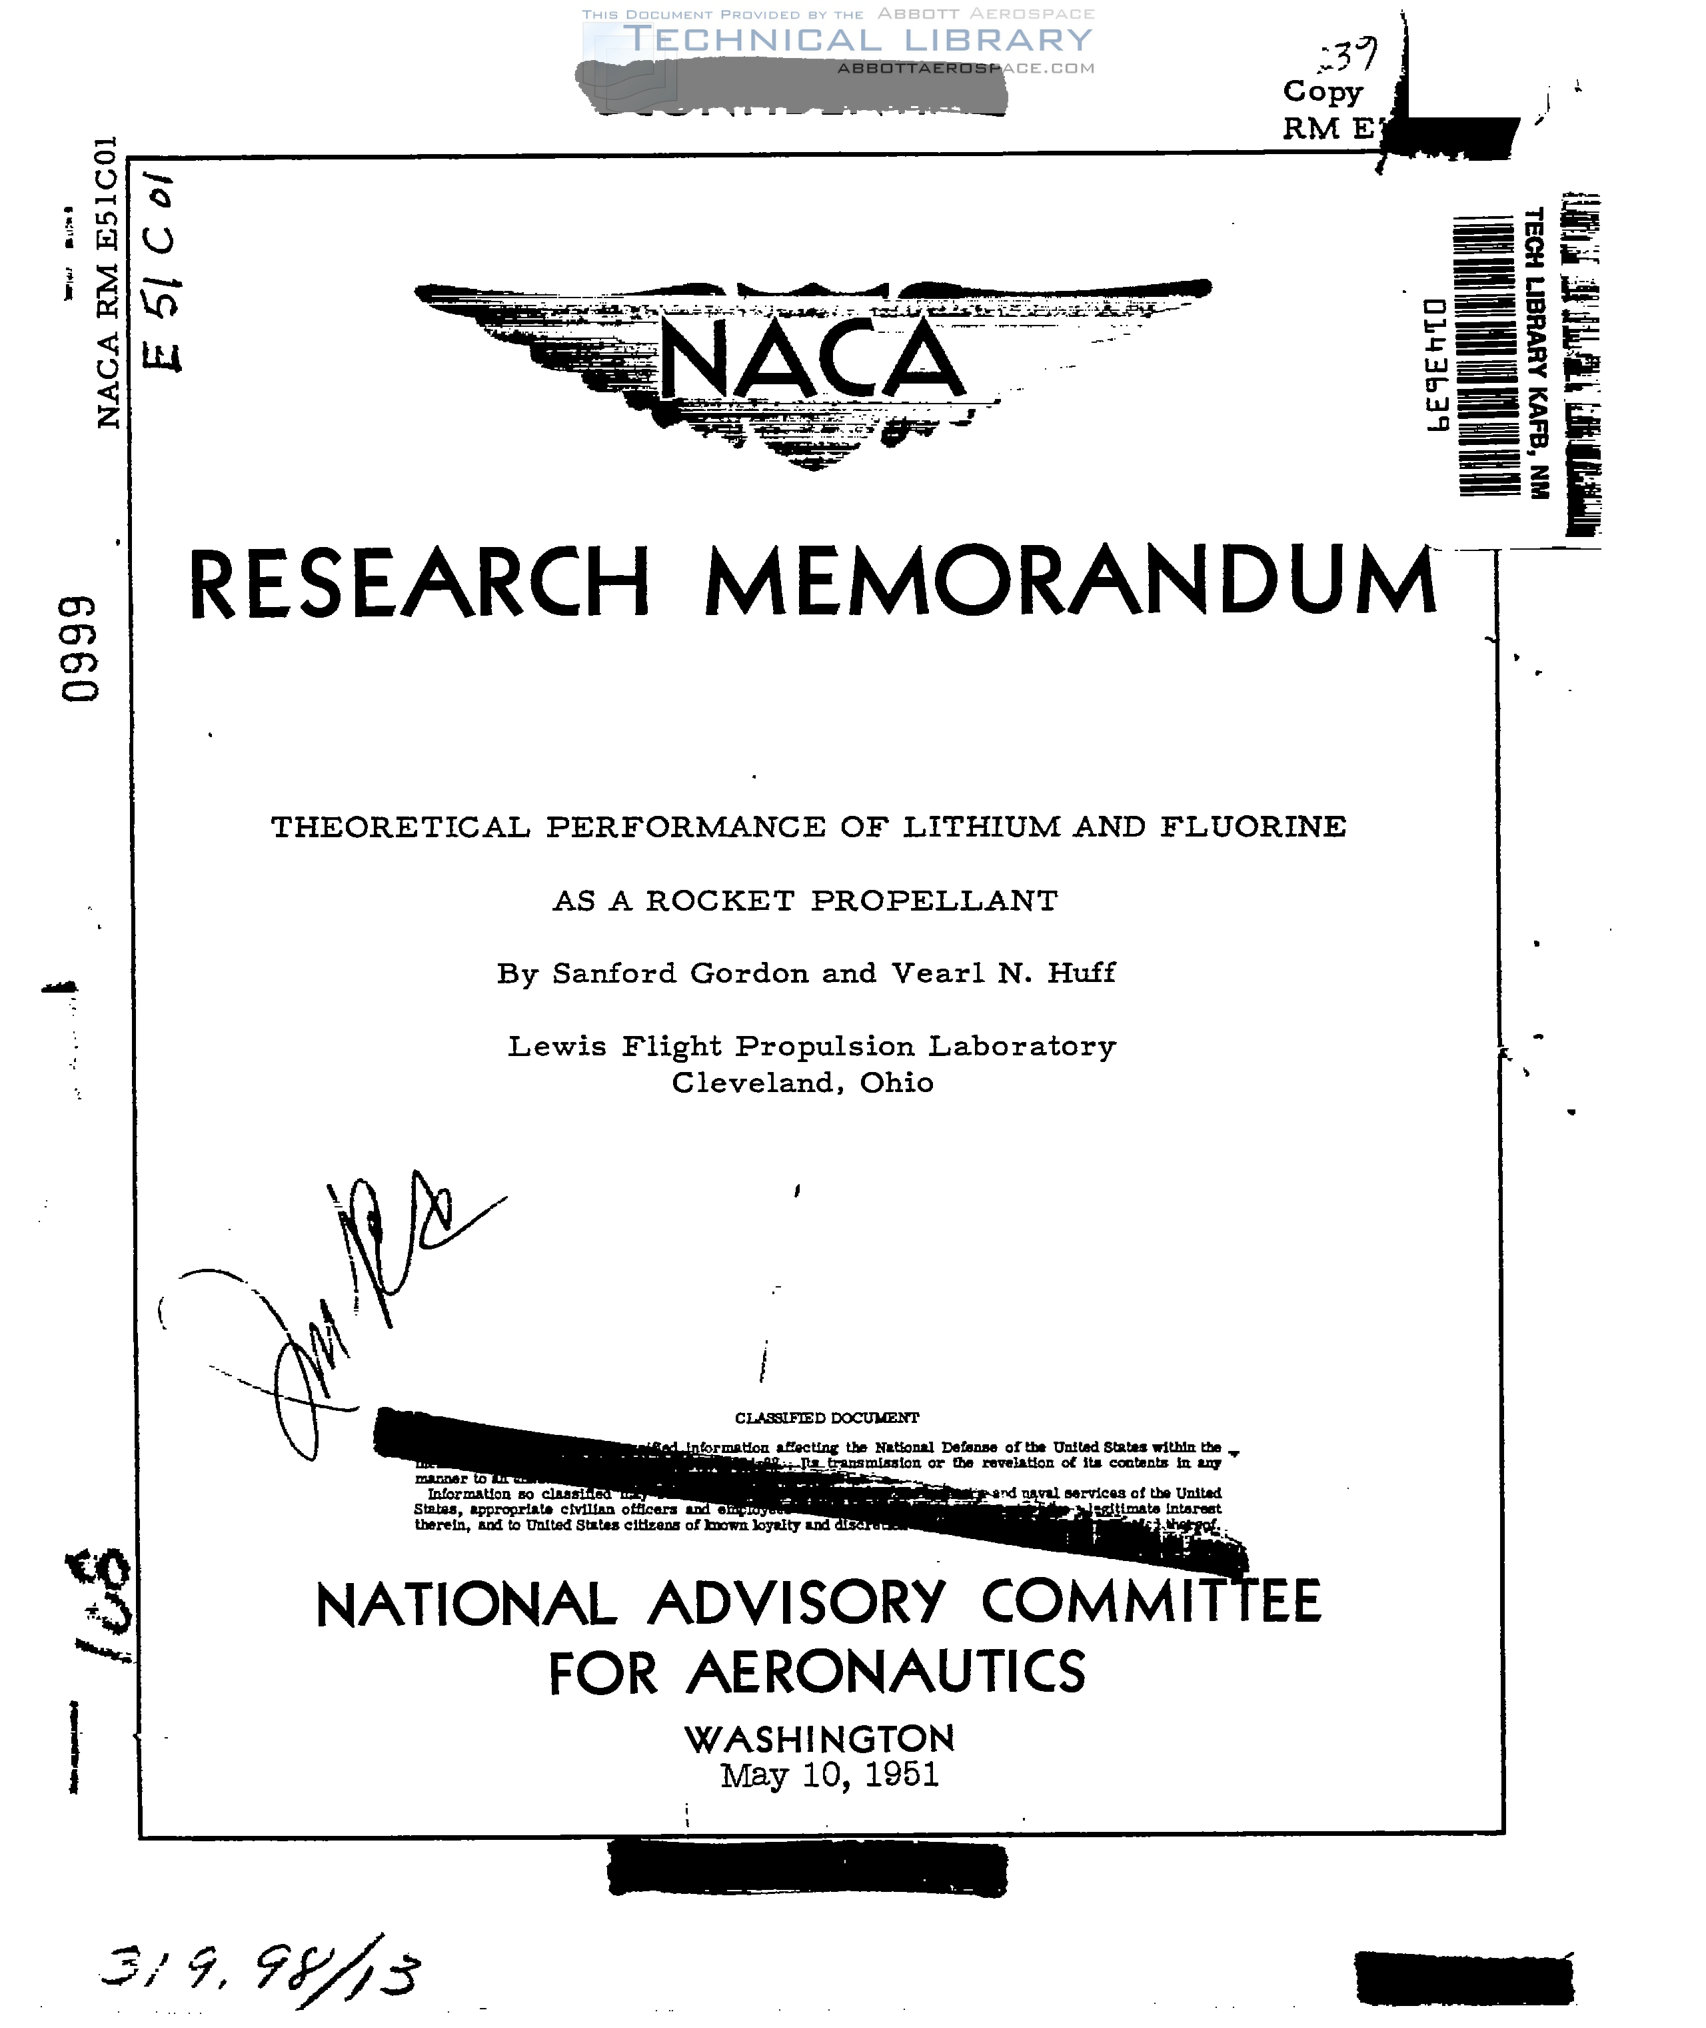 THIS DOCUMENT PROVIDED BY THE ABBOTT AEROSPACE
TECHNICAL LIBRARY
ABBOTTAEROSPACE.COM
Copy
RM E
NACA RM E51C01
E 51 C 01
TECH LIBRARY KAFB, NM
0143969
NACA
RESEARCH MEMORANDUM
0999
THEORETICAL PERFORMANCE OF LITHIUM AND FLUORINE
AS A ROCKET PROPELLANT
By Sanford Gordon and Vearl N. Huff
Lewis Flight Propulsion Laboratory
Cleveland, Ohio
CLASSIFIED DOCUMENT
information affecting the National Defense of the United States within the
Its transmission or the revelation of its contents in any
manner to an
Information so classified and naval services of the United
States, appropriate civilian officers and legitimate interest
therein, and to United States citizens of known loyalty and
NATIONAL ADVISORY COMMITTEE
FOR AERONAUTICS
WASHINGTON
May 10, 1951
319.98/13